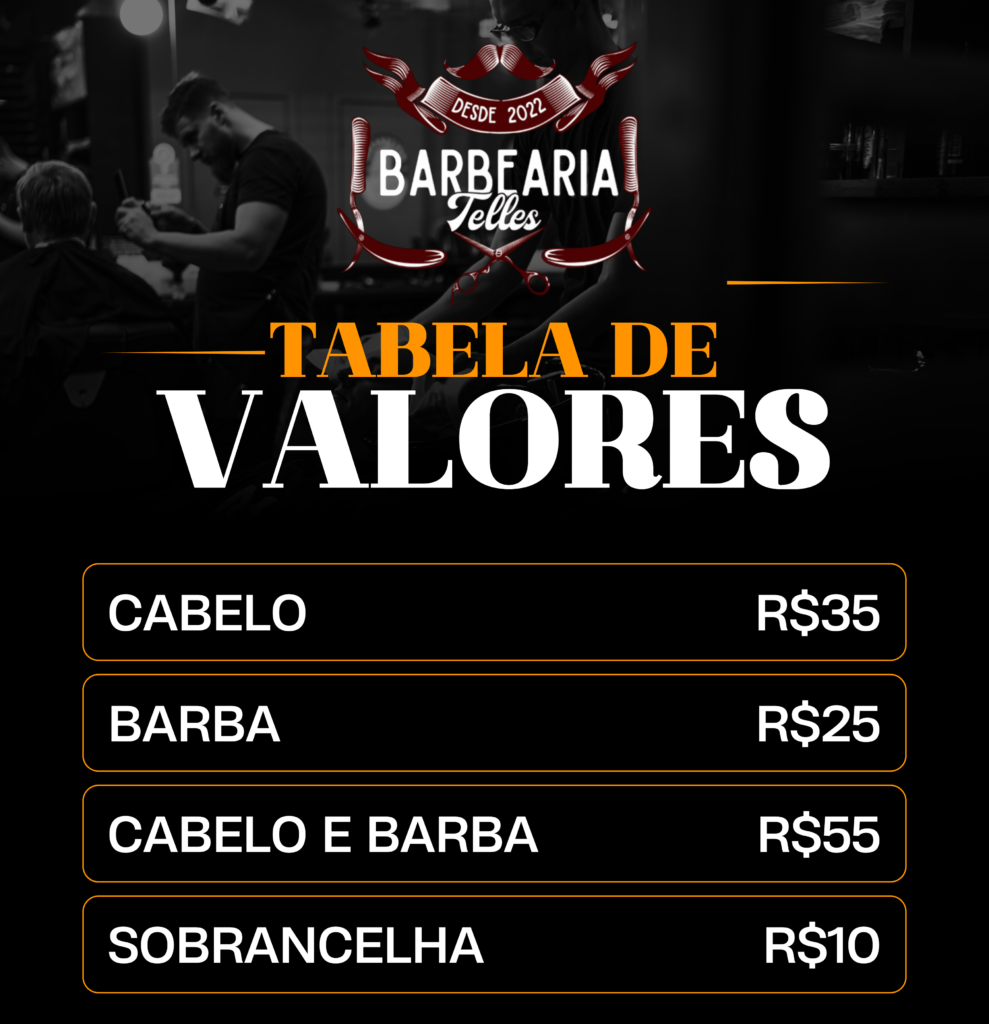 DESDE 2022
BARBEARIA
Telles
TABELA DE
VALORES
CABELO R$35
BARBA R$25
CABELO E BARBA R$55
SOBRANCELHA R$10